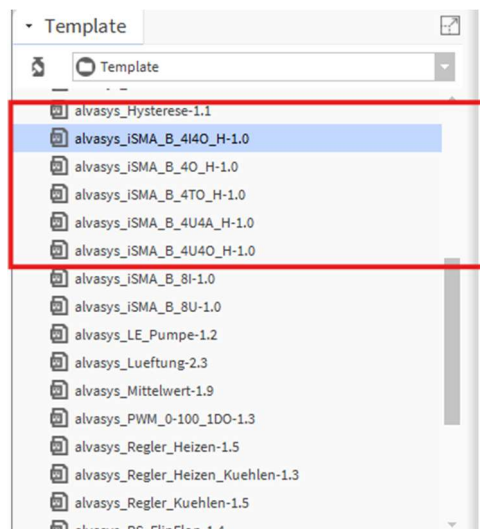 Template
Template
alvasys_Hysterese-1.1
alvasys_iSMA_B_4I4O_H-1.0
alvasys_iSMA_B_4O_H-1.0
alvasys_iSMA_B_4TO_H-1.0
alvasys_iSMA_B_4U4A_H-1.0
alvasys_iSMA_B_4U4O_H-1.0
alvasys_iSMA_B_8I-1.0
alvasys_iSMA_B_8U-1.0
alvasys_LE_Pumpe-1.2
alvasys_Lueftung-2.3
alvasys_Mittelwert-1.9
alvasys_PWM_0-100_1DO-1.3
alvasys_Regler_Heizen-1.5
alvasys_Regler_Heizen_Kuehlen-1.3
alvasys_Regler_Kuehlen-1.5